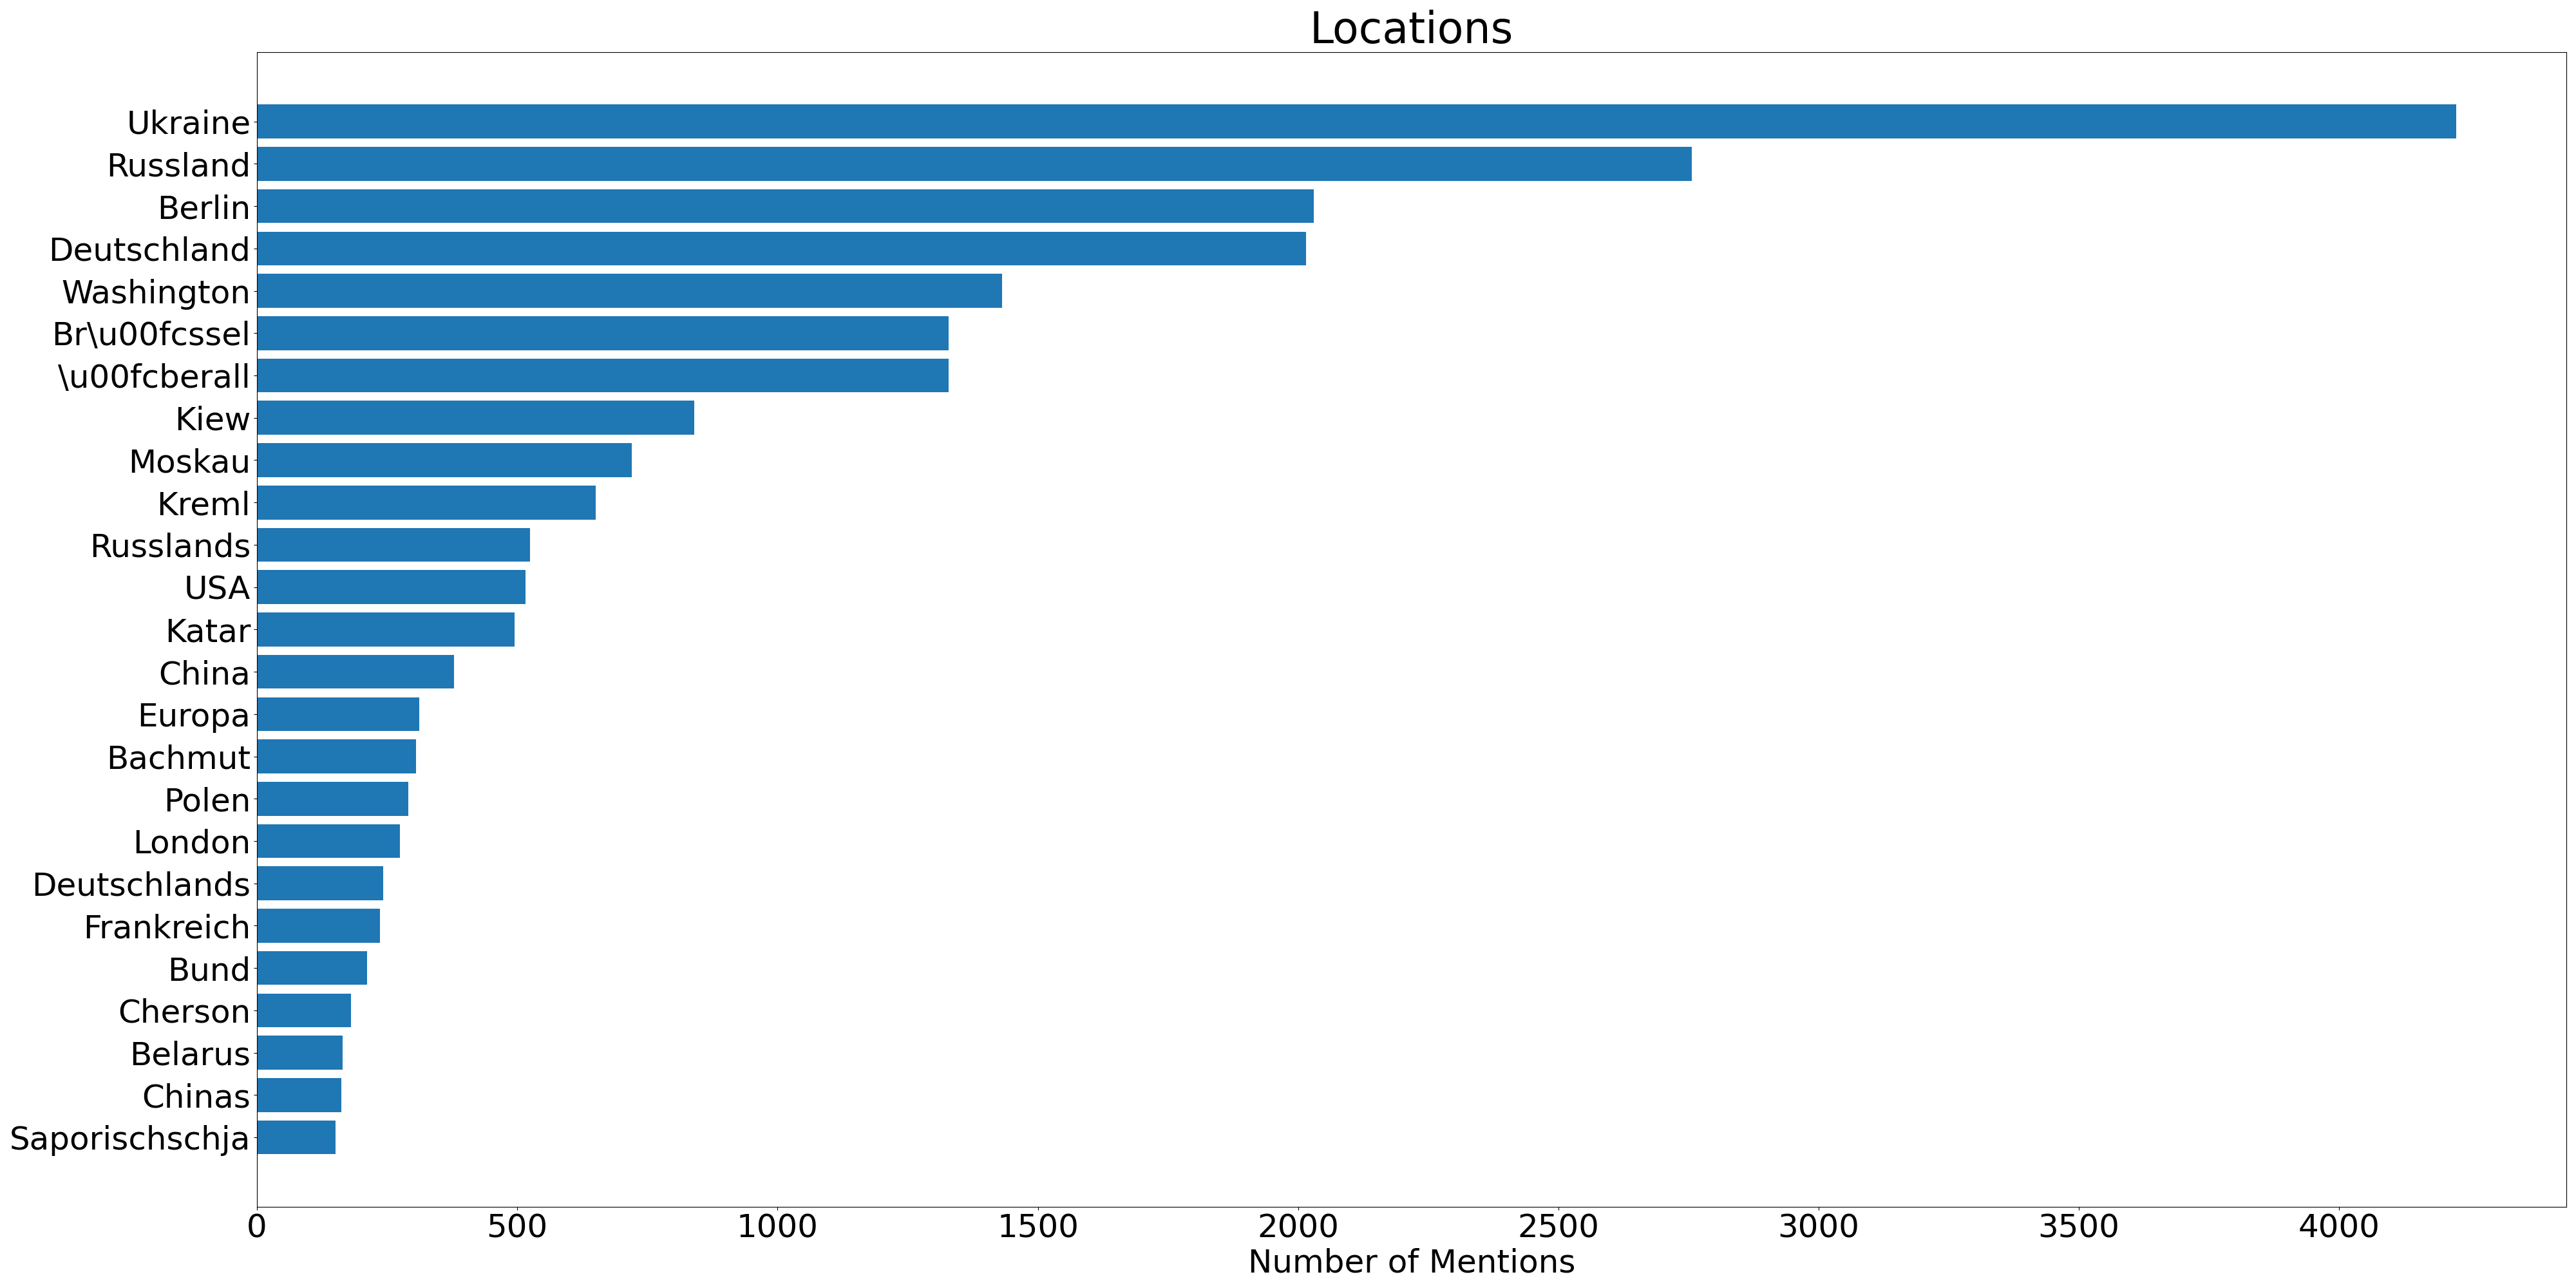 Locations
Ukraine
Russland
Berlin
Deutschland
Washington
Br\u00fcssel
\u00fcberall
Kiew
Moskau
Kreml
Russlands
USA
Katar
China
Europa
Bachmut
Polen
London
Deutschlands
Frankreich
Bund
Cherson
Belarus
Chinas
Saporischschja
0 500 1000 1500 2000 2500 3000 3500 4000
Number of Mentions